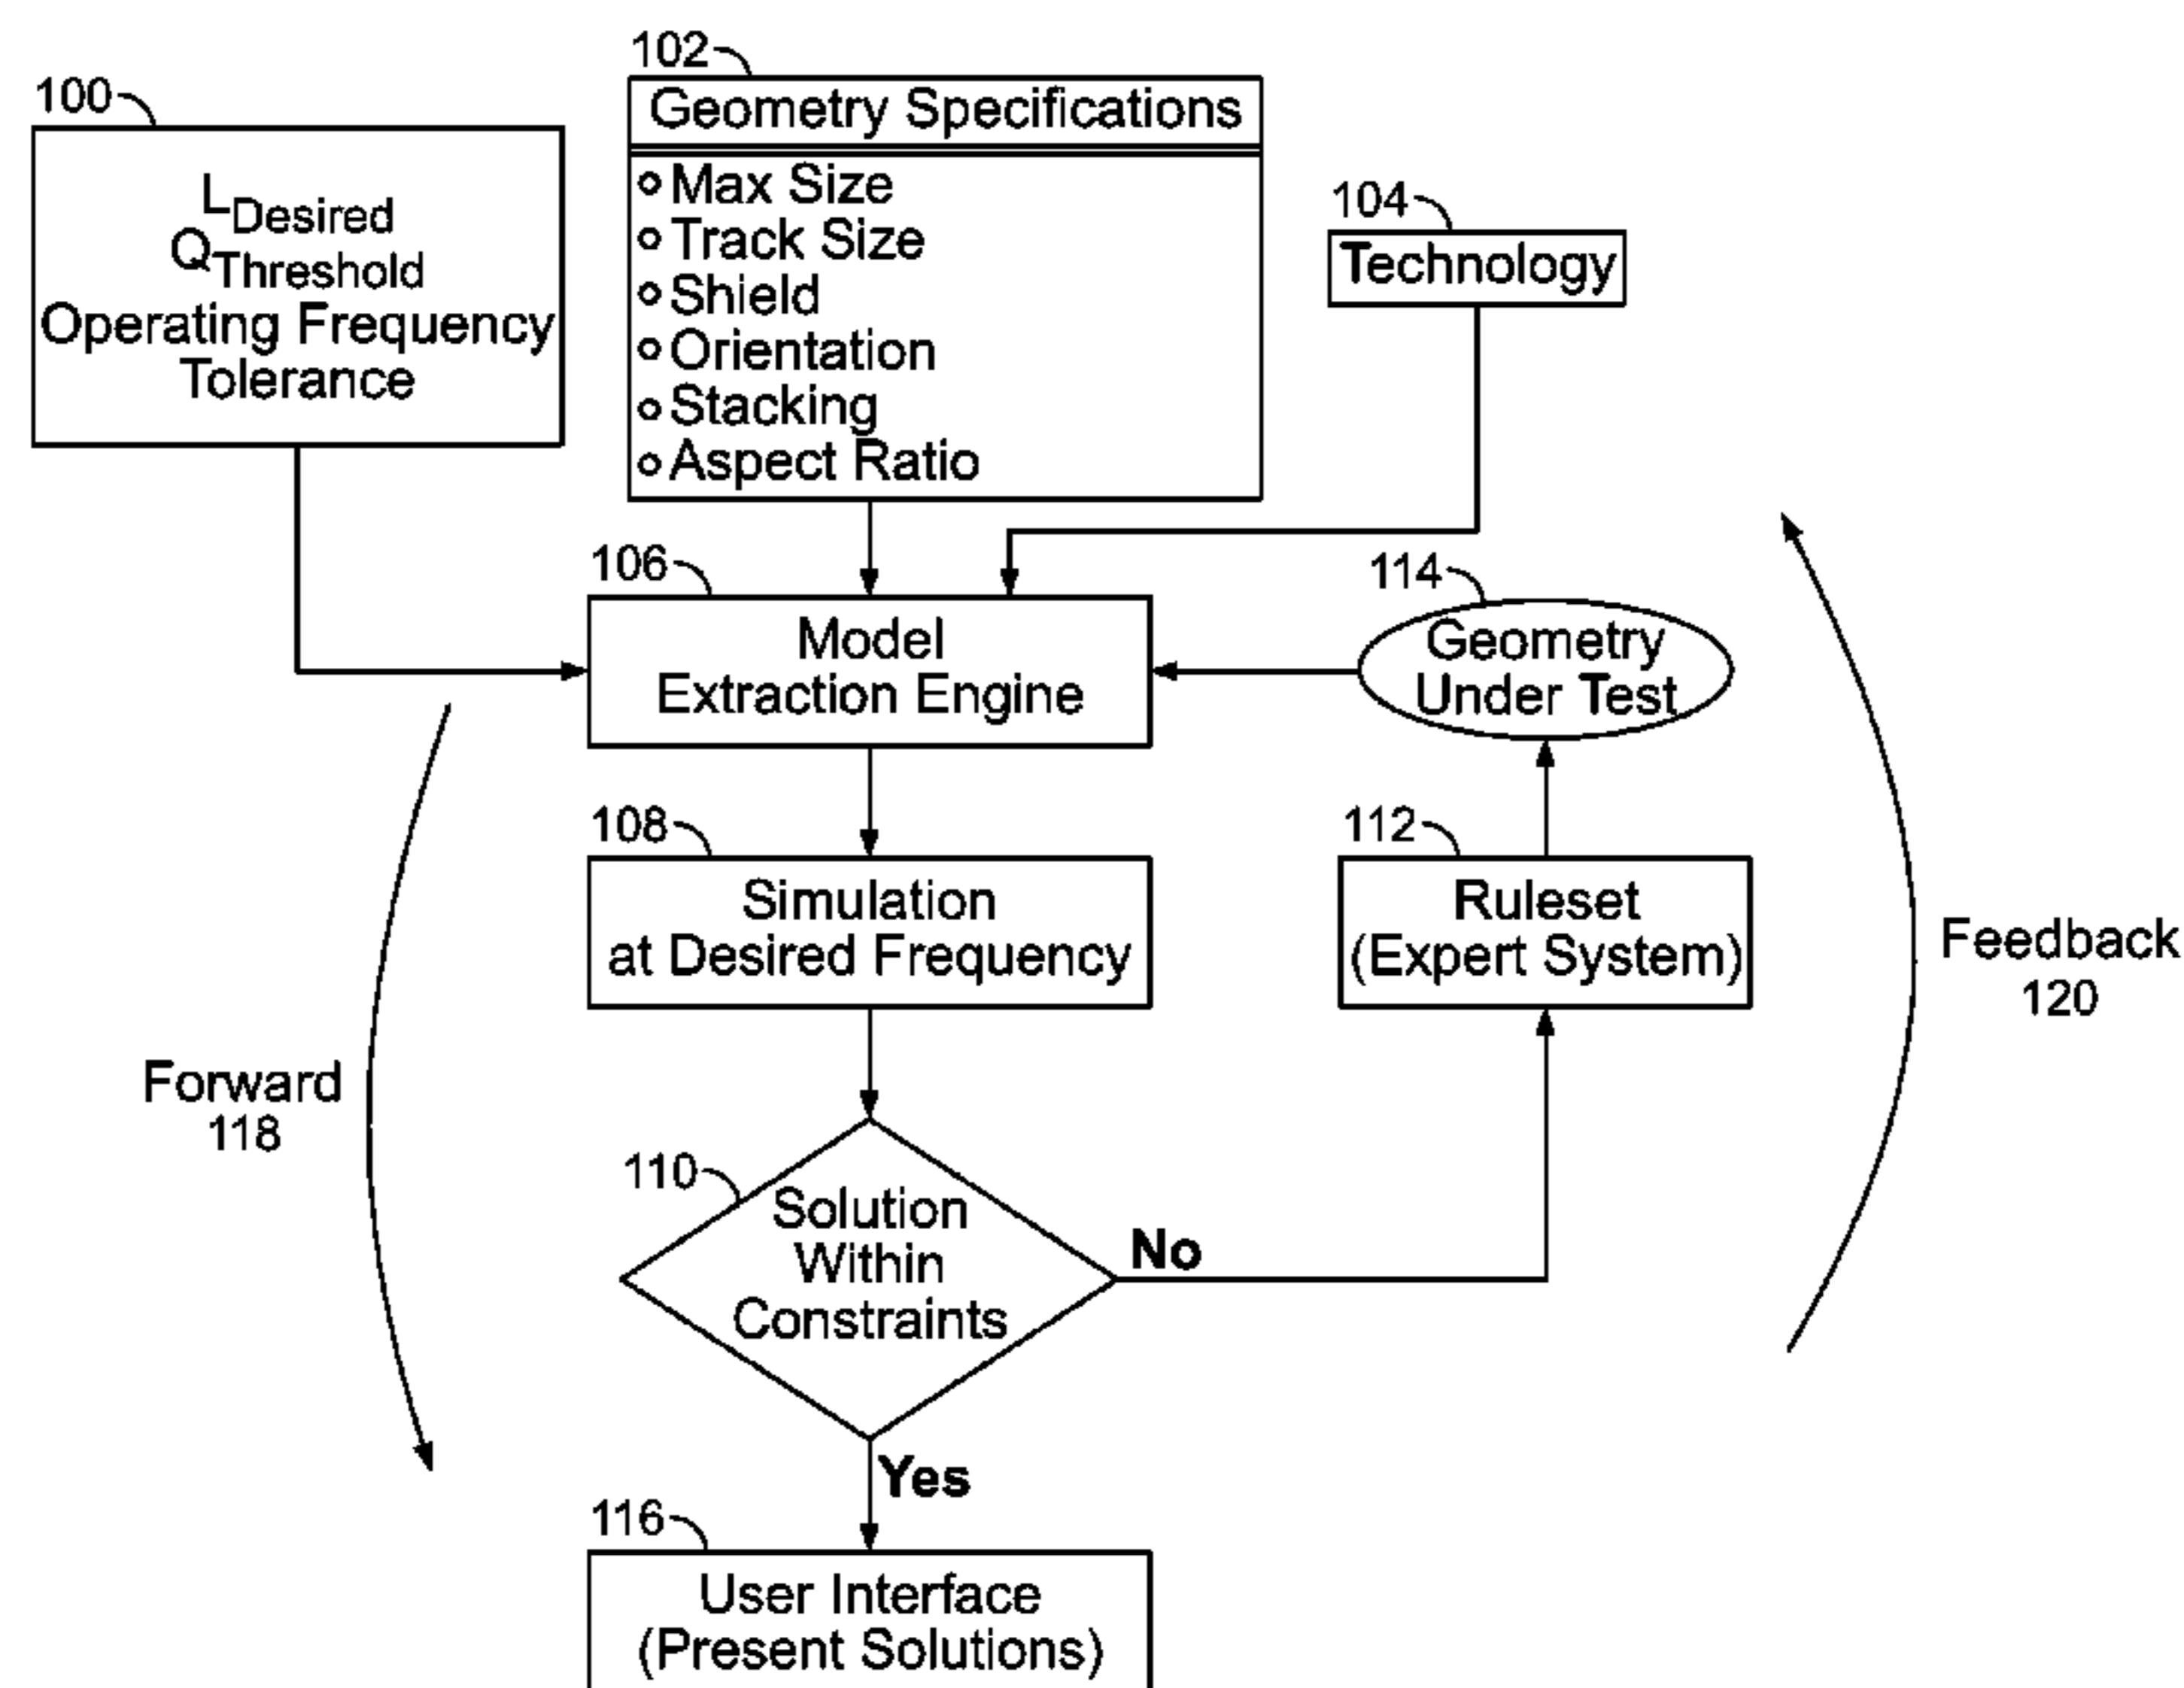 100
L Desired
Q Threshold
Operating Frequency
Tolerance
102
Geometry Specifications
Max Size
Track Size
Shield
Orientation
Stacking
Aspect Ratio
104
Technology
106
Model
Extraction Engine
114
Geometry
Under Test
108
Simulation
at Desired Frequency
112
Ruleset
(Expert System)
Feedback
120
Forward
118
110
Solution
Within
Constraints
No
Yes
116
User Interface
(Present Solutions)